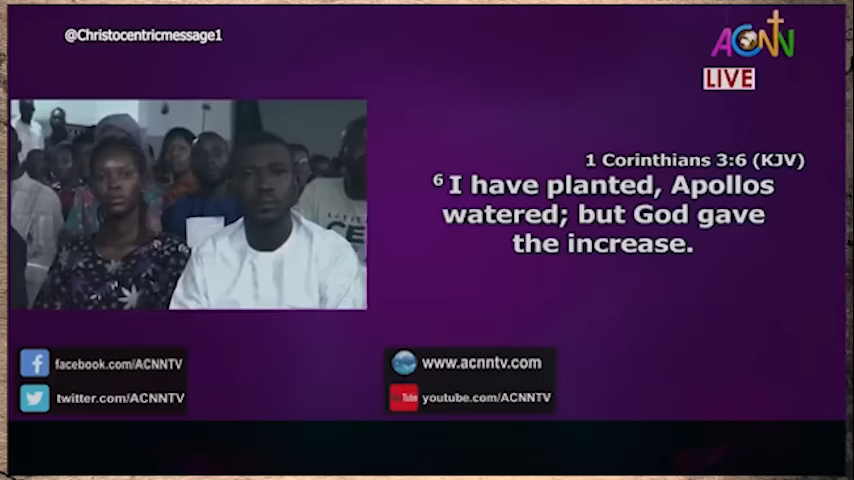 @Christocentricmessage1
ACNN
LIVE
1 Corinthians 3:6 (KJV)
6 I have planted, Apollos
watered; but God gave
the increase.
facebook.com/ACNNTV
twitter.com/ACNNTV
www.acnntv.com
youtube.com/ACNNTV